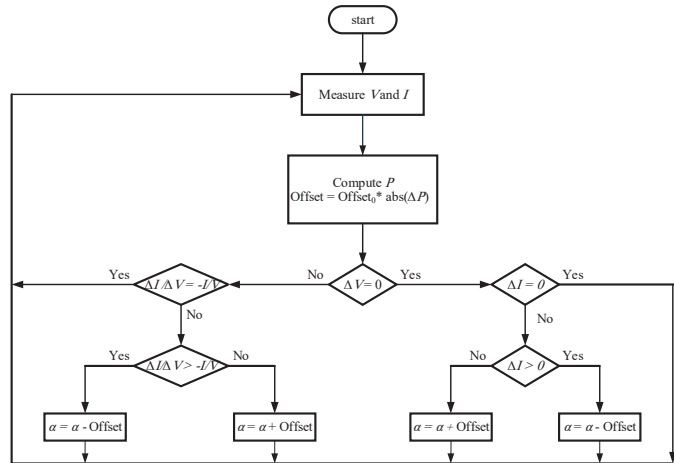 start
Measure V and I
Compute P
Offset = Offset₀* abs(ΔP)
Yes
ΔI/ΔV = -I/V
No
ΔV = 0
Yes
ΔI = 0
Yes
No
No
Yes
ΔI/ΔV > -I/V
No
No
ΔI > 0
Yes
α = α - Offset
α = α + Offset
α = α + Offset
α = α - Offset